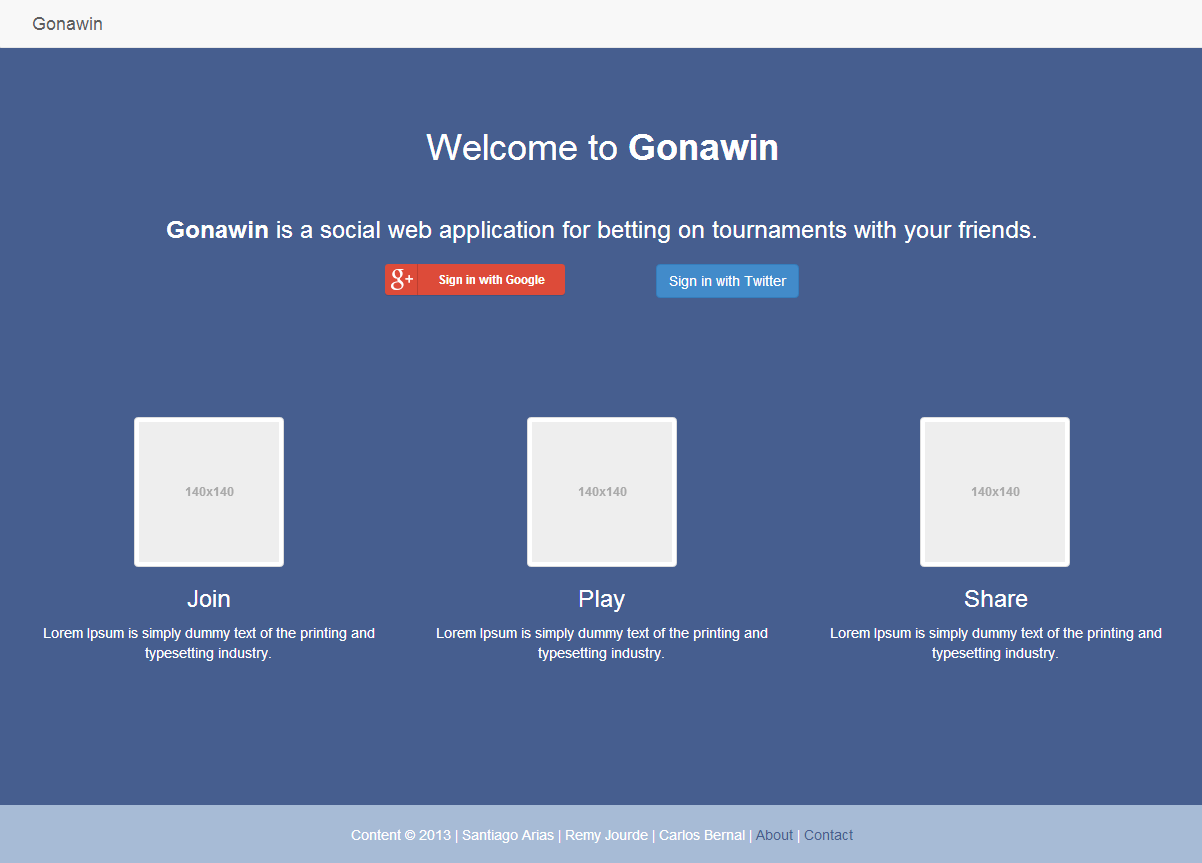 Gonawin
Welcome to Gonawin
Gonawin is a social web application for betting on tournaments with your friends.
g+ Sign in with Google
Sign in with Twitter
140x140
140x140
140x140
Join
Lorem Ipsum is simply dummy text of the printing and
typesetting industry.
Play
Lorem Ipsum is simply dummy text of the printing and
typesetting industry.
Share
Lorem Ipsum is simply dummy text of the printing and
typesetting industry.
Content © 2013 | Santiago Arias | Remy Jourde | Carlos Bernal | About | Contact